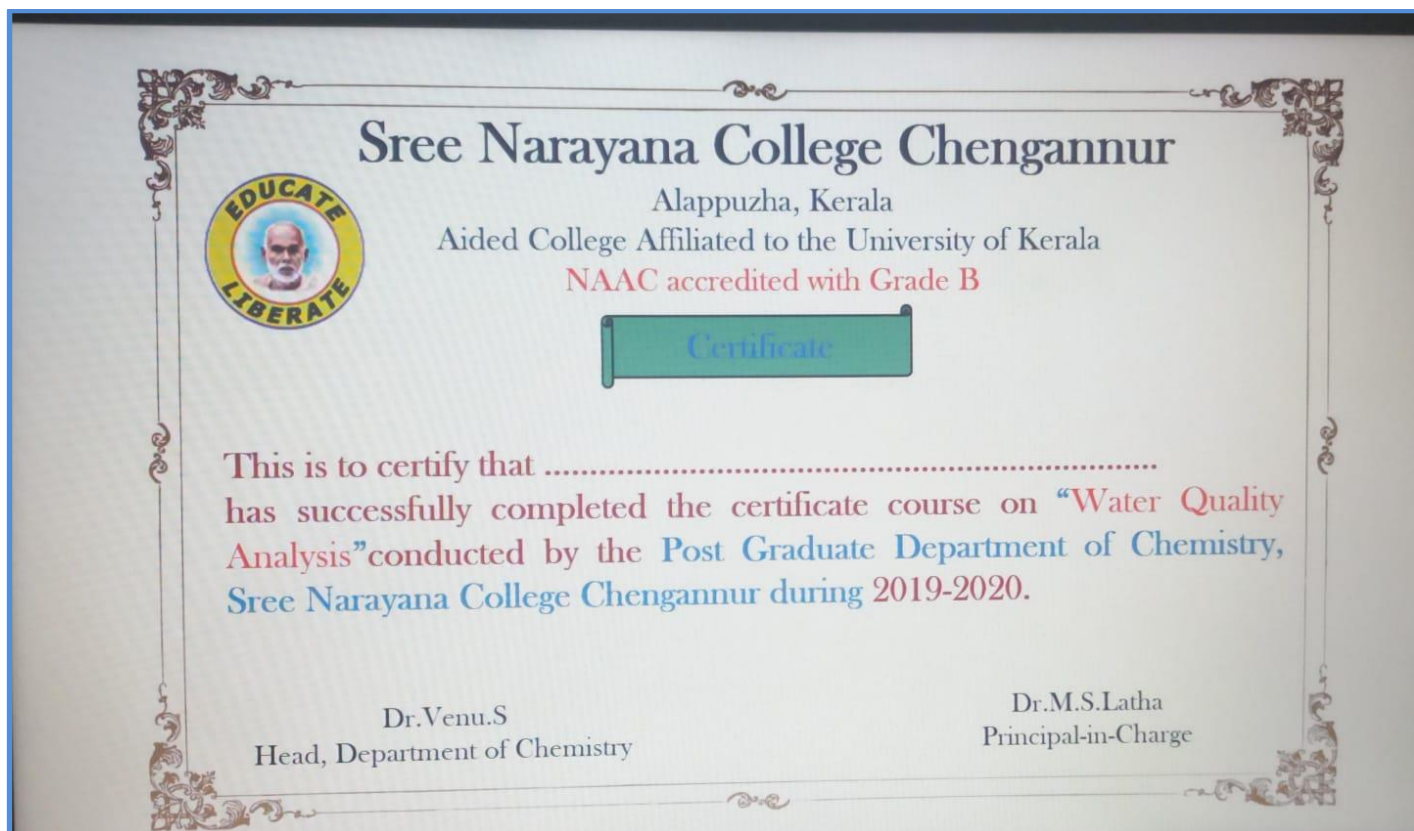 Sree Narayana College Chengannur
EDUCATE
LIBERATE
Alappuzha, Kerala
Aided College Affiliated to the University of Kerala
NAAC accredited with Grade B
Certificate
This is to certify that ....................................................................................
has successfully completed the certificate course on “Water Quality
Analysis”conducted by the Post Graduate Department of Chemistry,
Sree Narayana College Chengannur during 2019-2020.
Dr.Venu.S
Head, Department of Chemistry
Dr.M.S.Latha
Principal-in-Charge